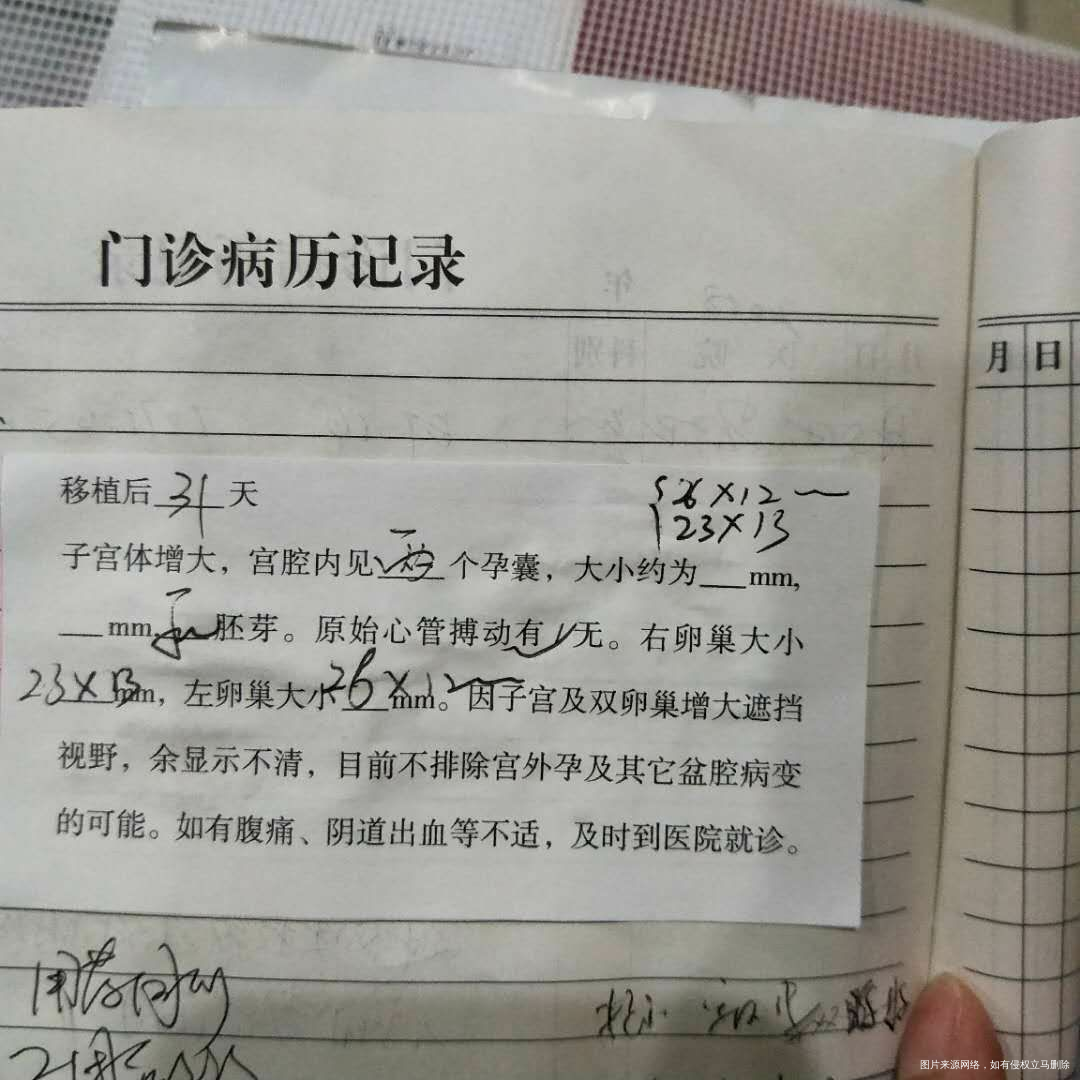 门诊病历记录
月 日
移植后 31 天
26×12
23×13
子宫体增大，宫腔内见 两 个孕囊，大小约为 mm,
mm 胚芽。原始心管搏动有 ✓ 无。右卵巢大小
23×13 mm，左卵巢大小 26×12 mm。因子宫及双卵巢增大遮挡
视野，余显示不清，目前不排除宫外孕及其它盆腔病变
的可能。如有腹痛、阴道出血等不适，及时到医院就诊。
用药同前
图片来源网络，如有侵权立马删除